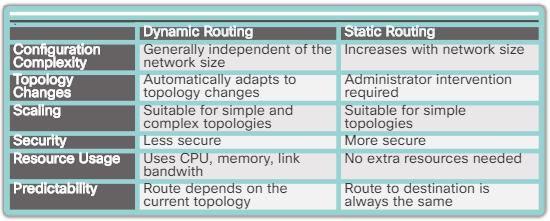 Dynamic Routing Static Routing
Configuration Complexity Generally independent of the network size Increases with network size
Topology Changes Automatically adapts to topology changes Administrator intervention required
Scaling Suitable for simple and complex topologies Suitable for simple topologies
Security Less secure More secure
Resource Usage Uses CPU, memory, link bandwith No extra resources needed
Predictability Route depends on the current topology Route to destination is always the same